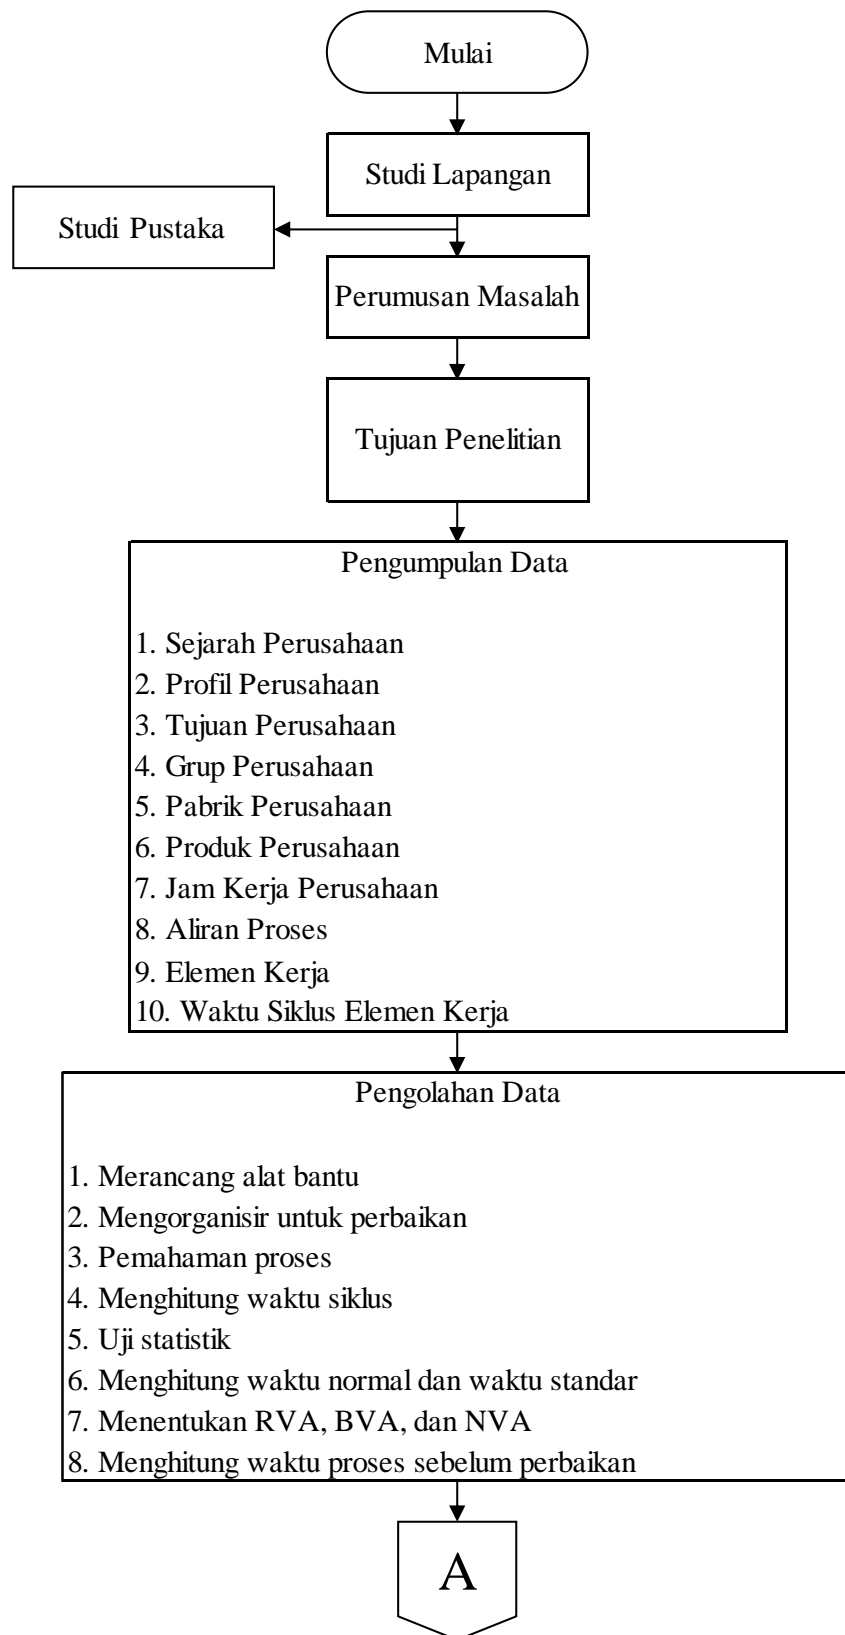 Mulai
Studi Lapangan
Studi Pustaka
Perumusan Masalah
Tujuan Penelitian
Pengumpulan Data
1. Sejarah Perusahaan
2. Profil Perusahaan
3. Tujuan Perusahaan
4. Grup Perusahaan
5. Pabrik Perusahaan
6. Produk Perusahaan
7. Jam Kerja Perusahaan
8. Aliran Proses
9. Elemen Kerja
10. Waktu Siklus Elemen Kerja
Pengolahan Data
1. Merancang alat bantu
2. Mengorganisir untuk perbaikan
3. Pemahaman proses
4. Menghitung waktu siklus
5. Uji statistik
6. Menghitung waktu normal dan waktu standar
7. Menentukan RVA, BVA, dan NVA
8. Menghitung waktu proses sebelum perbaikan
A